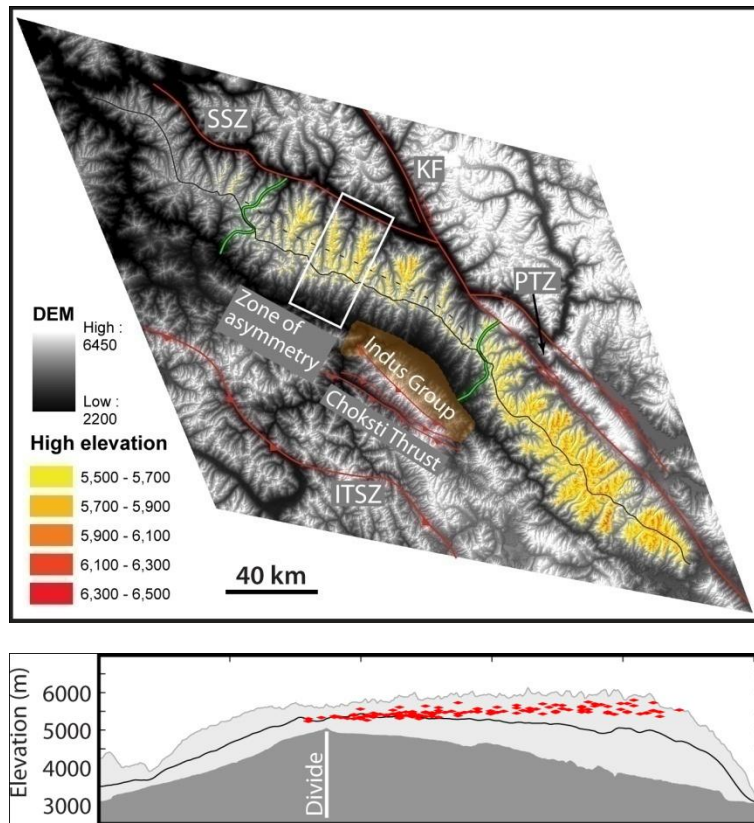 SSZ
KF
PTZ
DEM
High :
6450
Low :
2200
Zone of
asymmetry
Indus Group
Choksti Thrust
ITSZ
High elevation
5,500 - 5,700
5,700 - 5,900
5,900 - 6,100
6,100 - 6,300
6,300 - 6,500
40 km
Elevation (m)
6000
5000
4000
3000
Divide